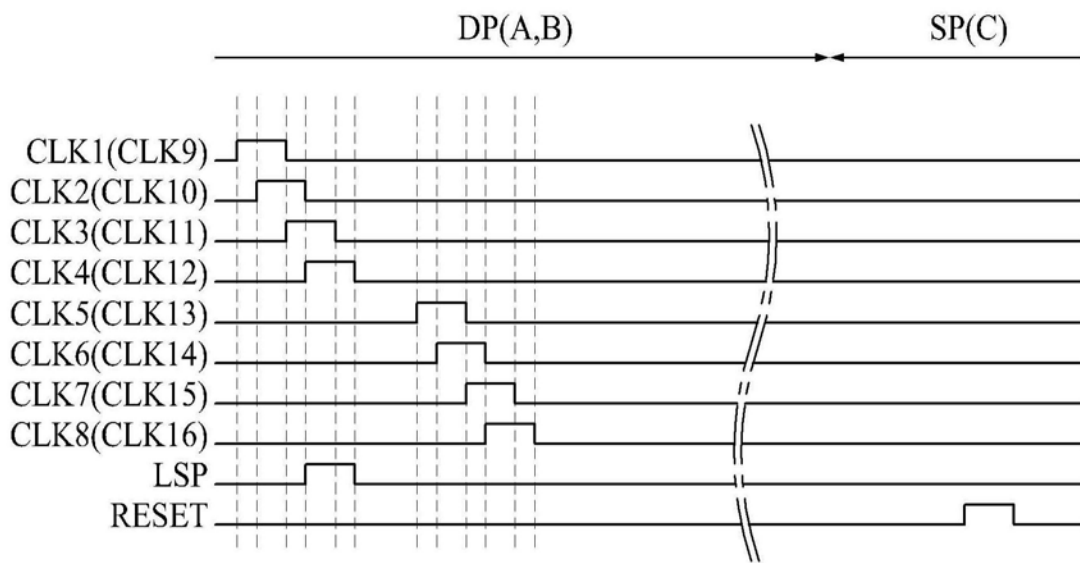 DP(A,B) SP(C)
CLK1(CLK9)
CLK2(CLK10)
CLK3(CLK11)
CLK4(CLK12)
CLK5(CLK13)
CLK6(CLK14)
CLK7(CLK15)
CLK8(CLK16)
LSP
RESET